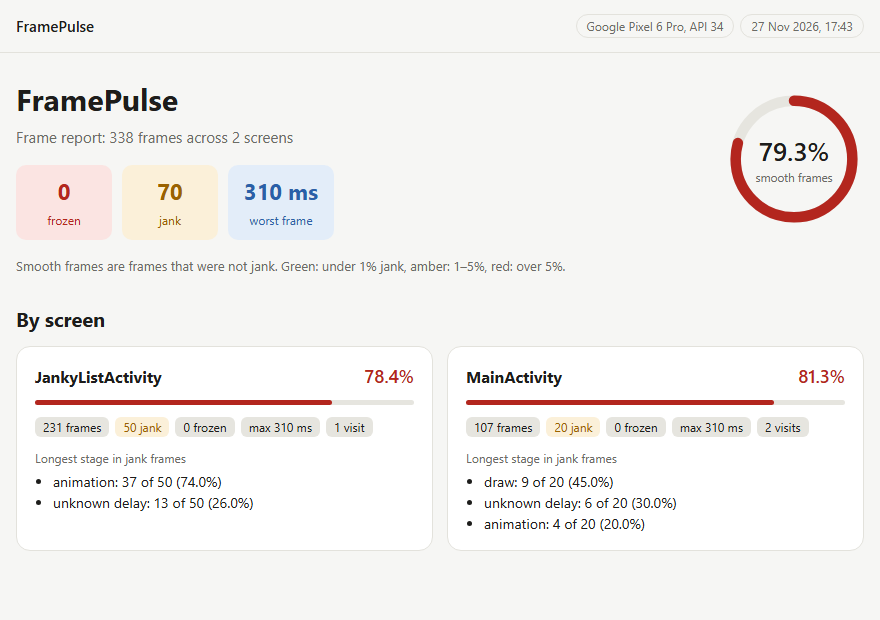 FramePulse
Google Pixel 6 Pro, API 34
27 Nov 2026, 17:43
FramePulse
Frame report: 338 frames across 2 screens
0
frozen
70
jank
310 ms
worst frame
79.3%
smooth frames
Smooth frames are frames that were not jank. Green: under 1% jank, amber: 1–5%, red: over 5%.
By screen
JankyListActivity
78.4%
231 frames
50 jank
0 frozen
max 310 ms
1 visit
Longest stage in jank frames
• animation: 37 of 50 (74.0%)
• unknown delay: 13 of 50 (26.0%)
MainActivity
81.3%
107 frames
20 jank
0 frozen
max 310 ms
2 visits
Longest stage in jank frames
• draw: 9 of 20 (45.0%)
• unknown delay: 6 of 20 (30.0%)
• animation: 4 of 20 (20.0%)